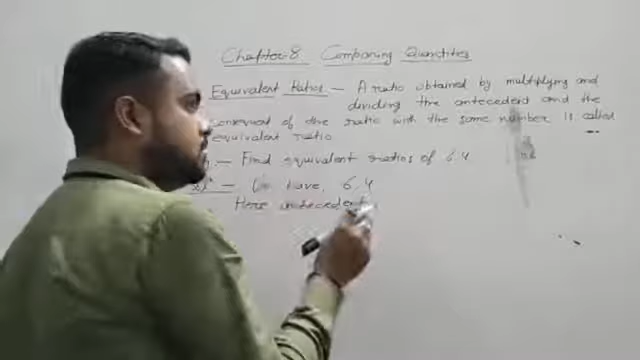 Chapter-8 Comparing Quantities
Equivalent Ratios — A ratio obtained by multiplying and
dividing the antecedent and the
consequent of the ratio with the same number is called
equivalent ratio
— Find equivalent ratios of 6:4
— We have, 6:4
Here antecedent